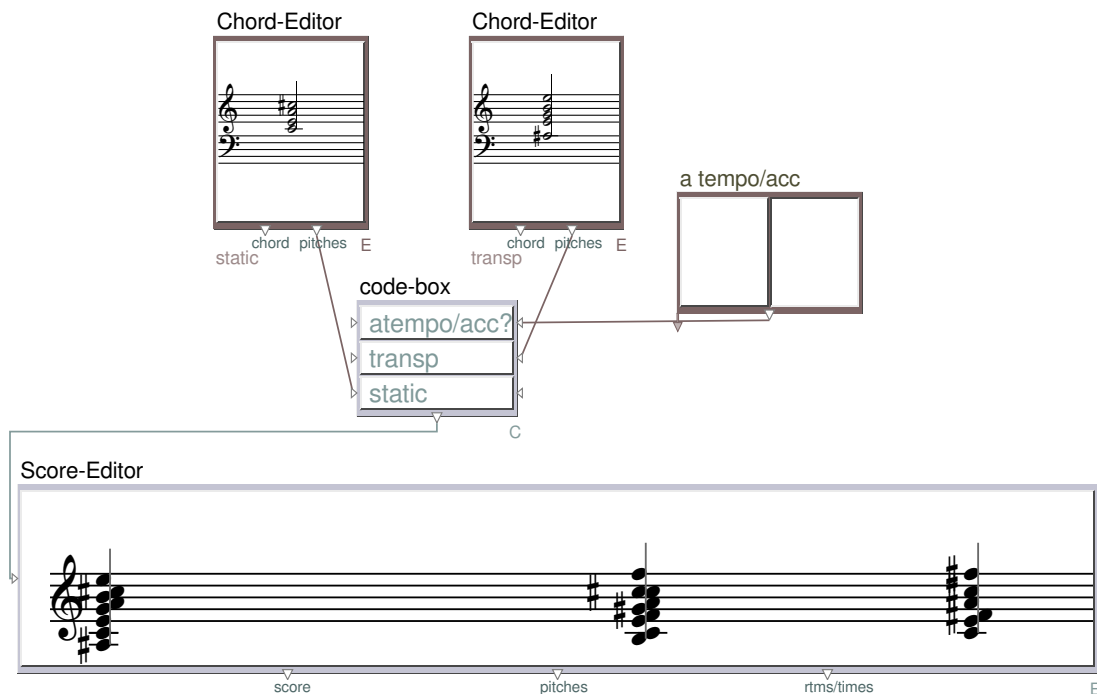 Chord-Editor
Chord-Editor
chord pitches E
static
chord pitches E
transp
a tempo/acc
code-box
atempo/acc?
transp
static
C
Score-Editor
score pitches rtms/times E